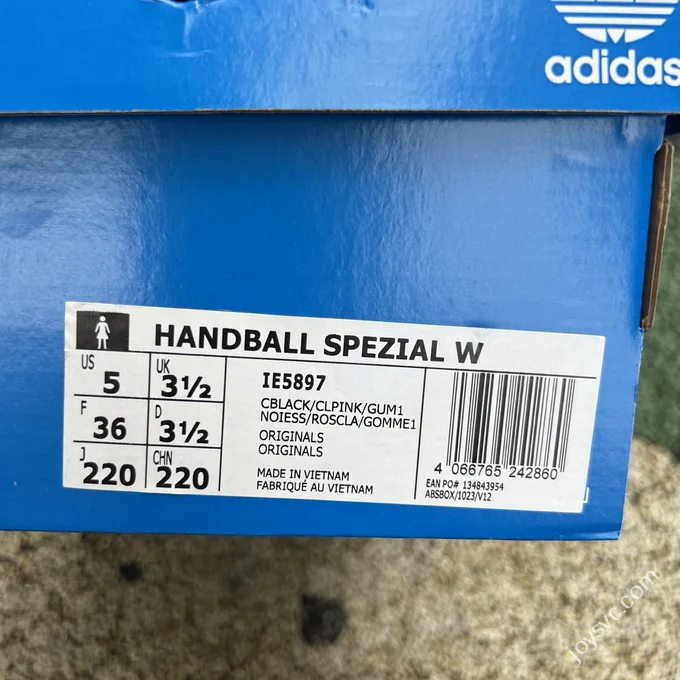 adidas
HANDBALL SPEZIAL W
US 5
UK 3½
F 36
D 3½
J 220
CHN 220
IE5897
CBLACK/CLPINK/GUM1
NOIESS/ROSCLA/GOMME1
ORIGINALS
ORIGINALS
MADE IN VIETNAM
FABRIQUÉ AU VIETNAM
4 066765 242860
EAN PO# 134843954
ABSBOX/1023/V12
joysvc.com